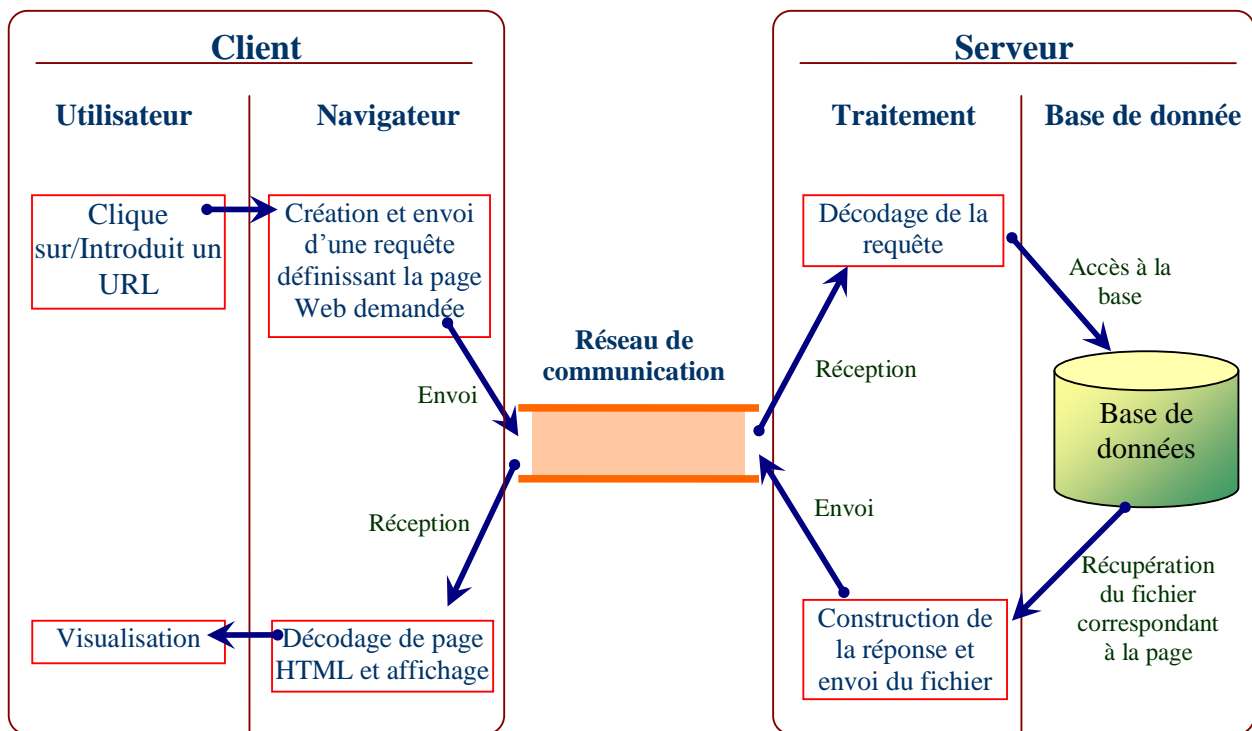 Client
Serveur
Utilisateur
Navigateur
Traitement
Base de donnée
Clique
sur/Introduit un
URL
Création et envoi
d’une requête
définissant la page
Web demandée
Décodage de la
requête
Accès à la
base
Réseau de
communication
Envoi
Réception
Base de
données
Réception
Envoi
Récupération
du fichier
correspondant
à la page
Visualisation
Décodage de page
HTML et affichage
Construction de
la réponse et
envoi du fichier